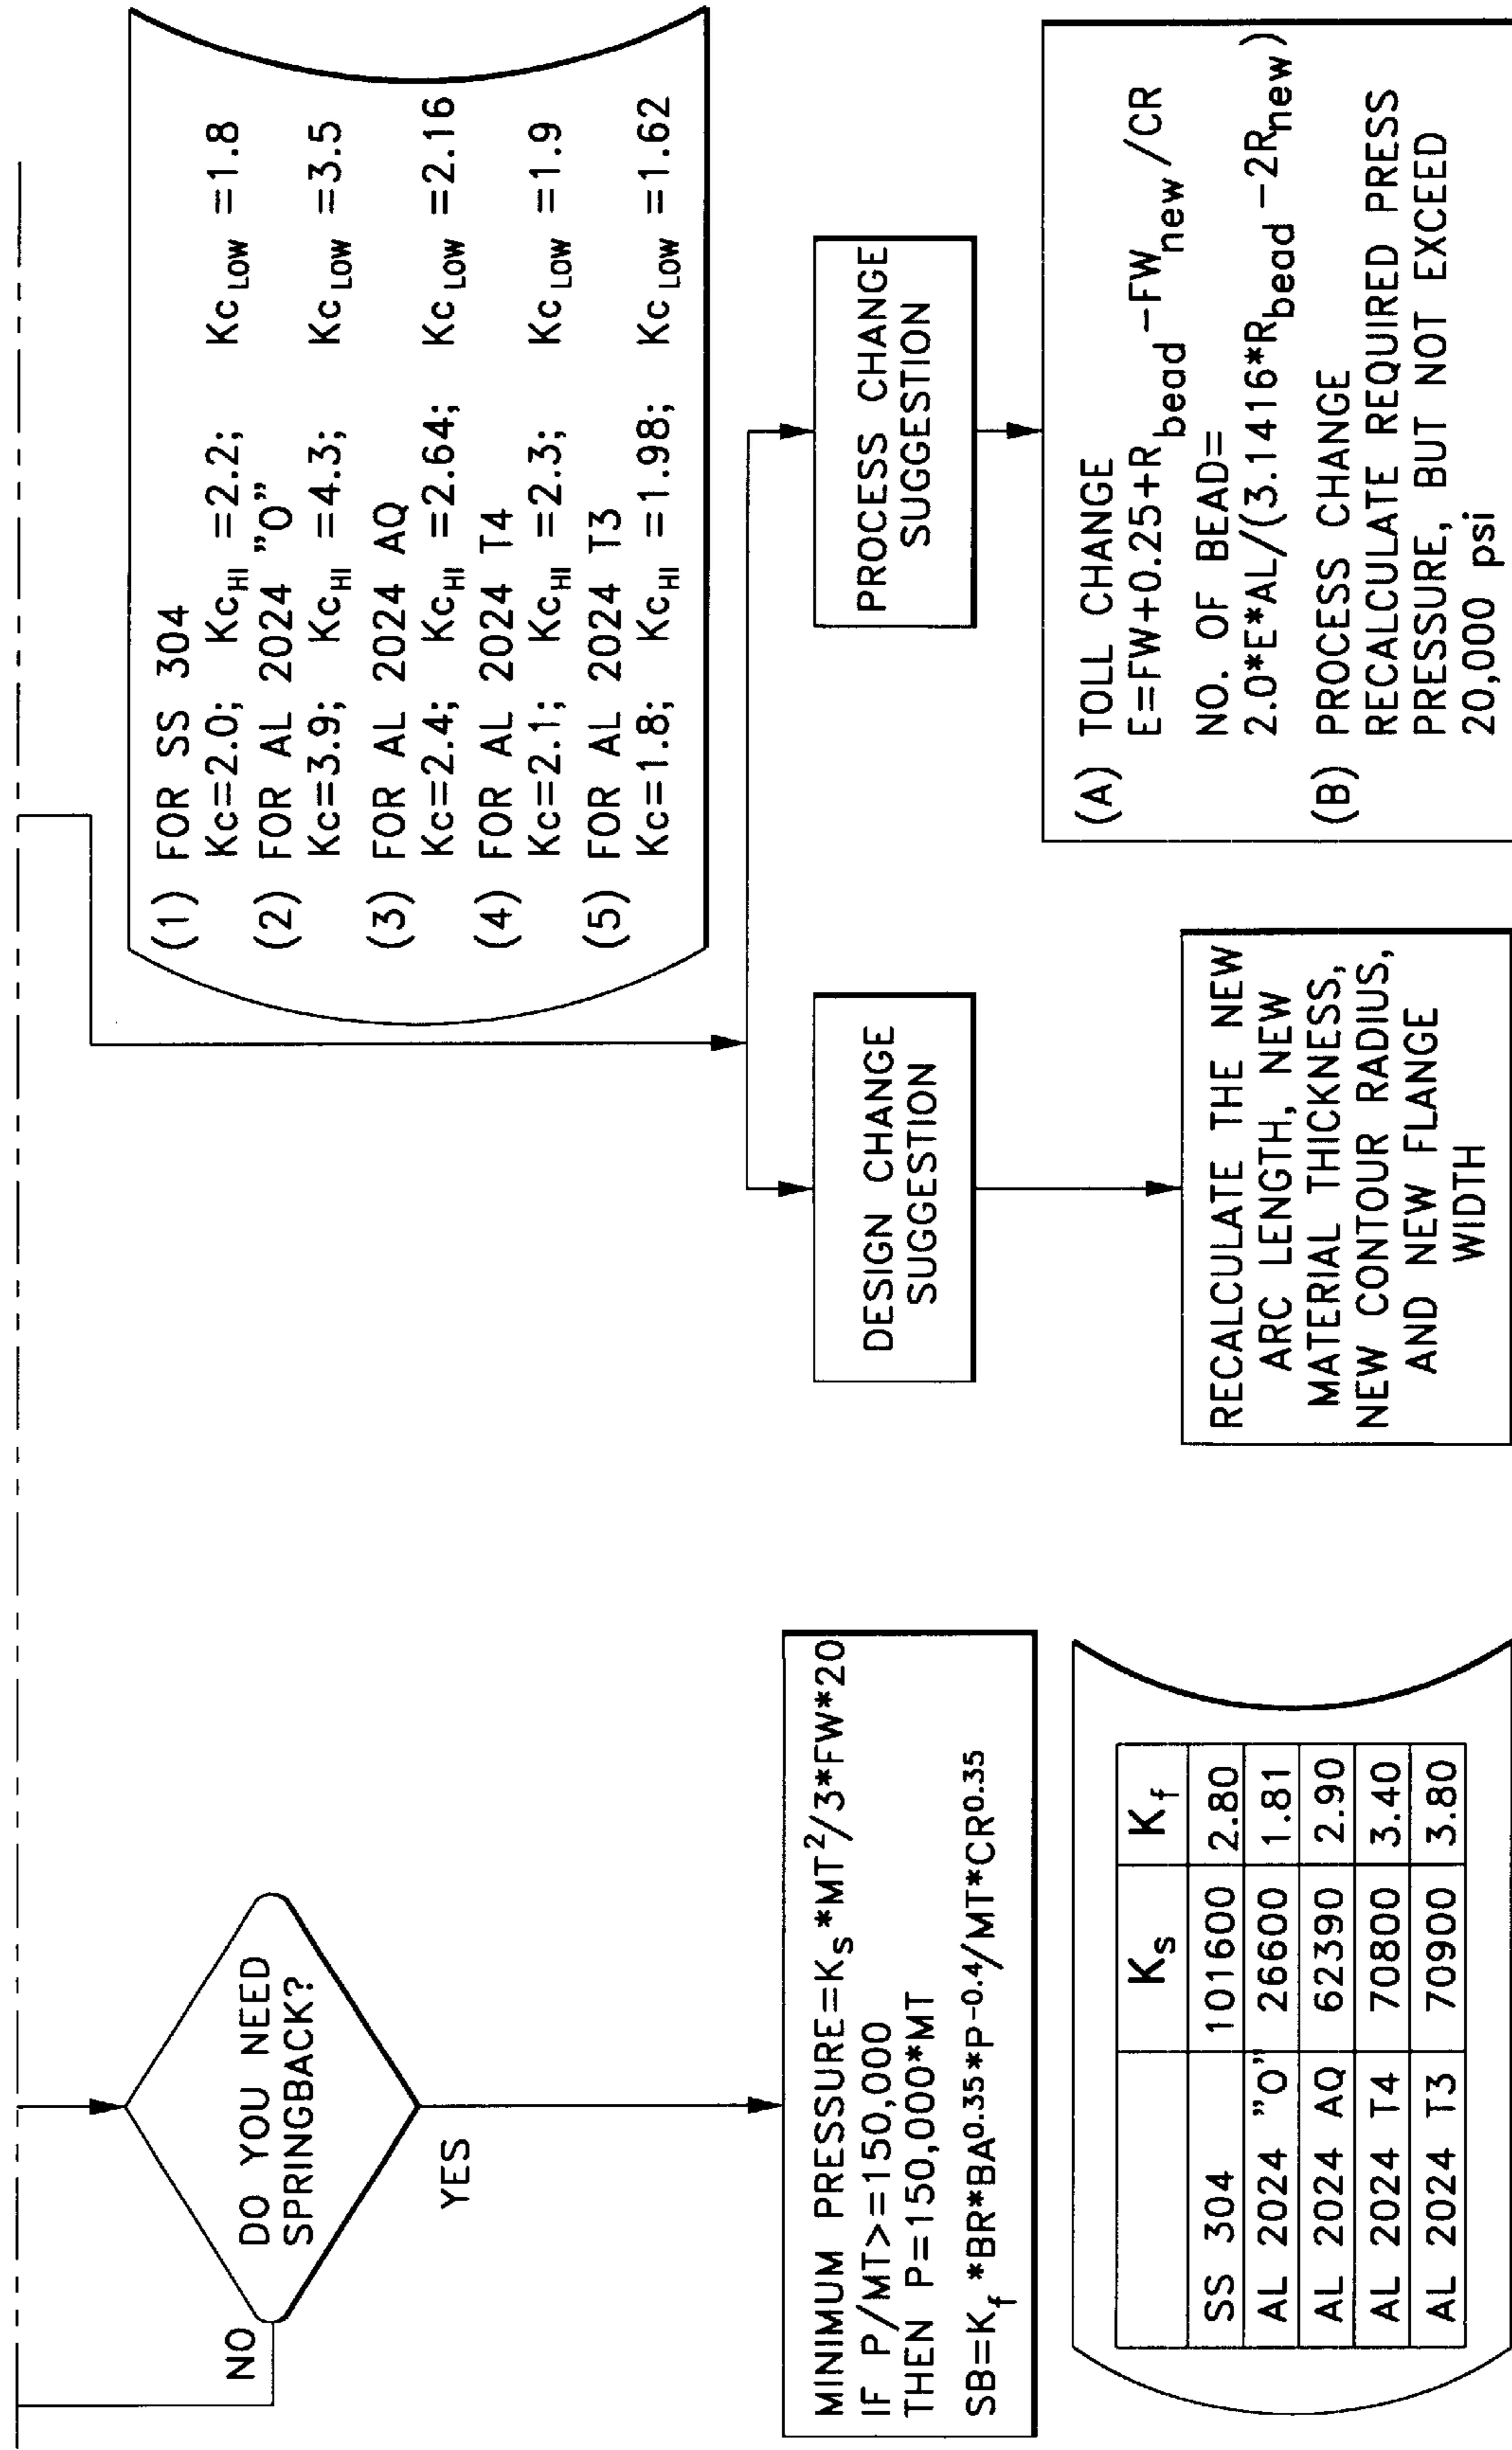 DO YOU NEED
SPRINGBACK?
NO
YES
MINIMUM PRESSURE=Ks*MT²/3*FW*20
IF P/MT>=150,000
THEN P=150,000*MT
SB=Kf*BR*BA^0.35*P^-0.4/MT*CR^0.35
Ks Kf
SS 304 101600 2.80
AL 2024 "O" 26600 1.81
AL 2024 AQ 62390 2.90
AL 2024 T4 70800 3.40
AL 2024 T3 70900 3.80
(1) FOR SS 304
Kc=2.0; KcHI=2.2; KcLOW=1.8
(2) FOR AL 2024 "O"
Kc=3.9; KcHI=4.3; KcLOW=3.5
(3) FOR AL 2024 AQ
Kc=2.4; KcHI=2.64; KcLOW=2.16
(4) FOR AL 2024 T4
Kc=2.1; KcHI=2.3; KcLOW=1.9
(5) FOR AL 2024 T3
Kc=1.8; KcHI=1.98; KcLOW=1.62
DESIGN CHANGE
SUGGESTION
RECALCULATE THE NEW
ARC LENGTH, NEW
MATERIAL THICKNESS,
NEW CONTOUR RADIUS,
AND NEW FLANGE
WIDTH
PROCESS CHANGE
SUGGESTION
(A) TOLL CHANGE
E=FW+0.25+Rbead-FWnew/CR
NO. OF BEAD=
2.0*E*AL/(3.1416*Rbead-2Rnew)
(B) PROCESS CHANGE
RECALCULATE REQUIRED PRESS
PRESSURE, BUT NOT EXCEED
20,000 psi